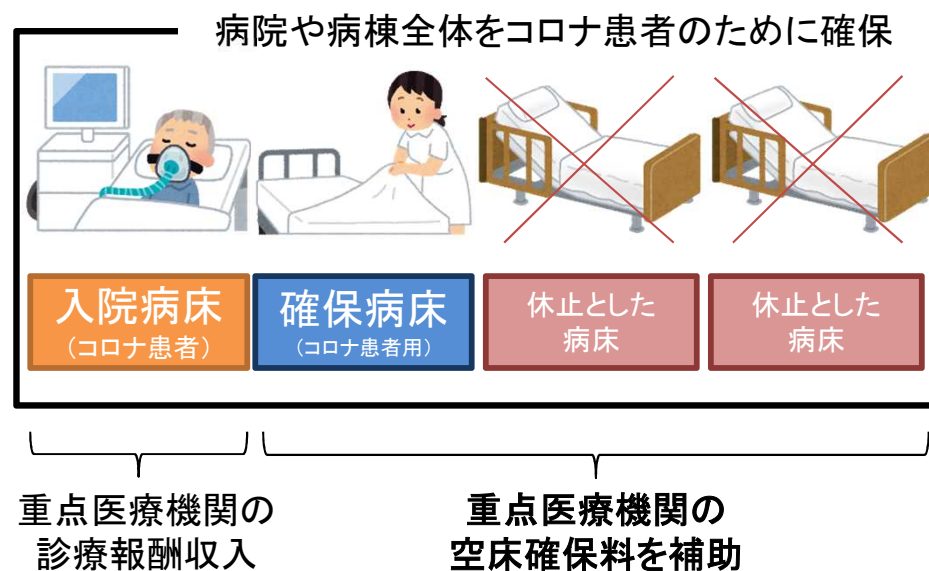 病院や病棟全体をコロナ患者のために確保
入院病床
（コロナ患者）
確保病床
（コロナ患者用）
休止とした
病床
休止とした
病床
重点医療機関の
診療報酬収入
重点医療機関の
空床確保料を補助